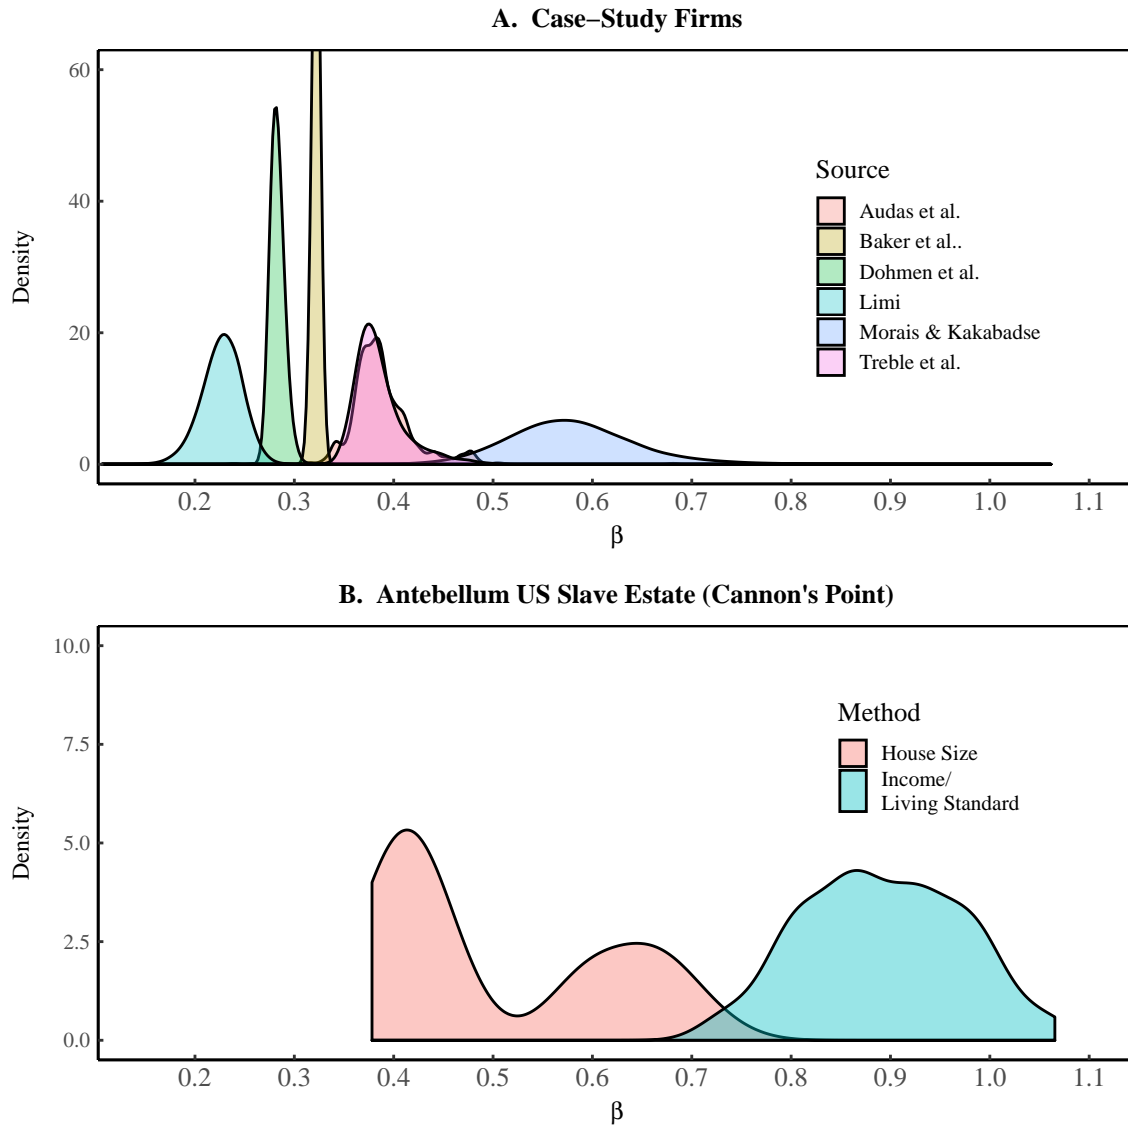 A. Case–Study Firms
60
40
20
0
Density
Source
Audas et al.
Baker et al..
Dohmen et al.
Limi
Morais & Kakabadse
Treble et al.
0.2 0.3 0.4 0.5 0.6 0.7 0.8 0.9 1.0 1.1
β
B. Antebellum US Slave Estate (Cannon's Point)
10.0
7.5
5.0
2.5
0.0
Density
Method
House Size
Income/
Living Standard
0.2 0.3 0.4 0.5 0.6 0.7 0.8 0.9 1.0 1.1
β